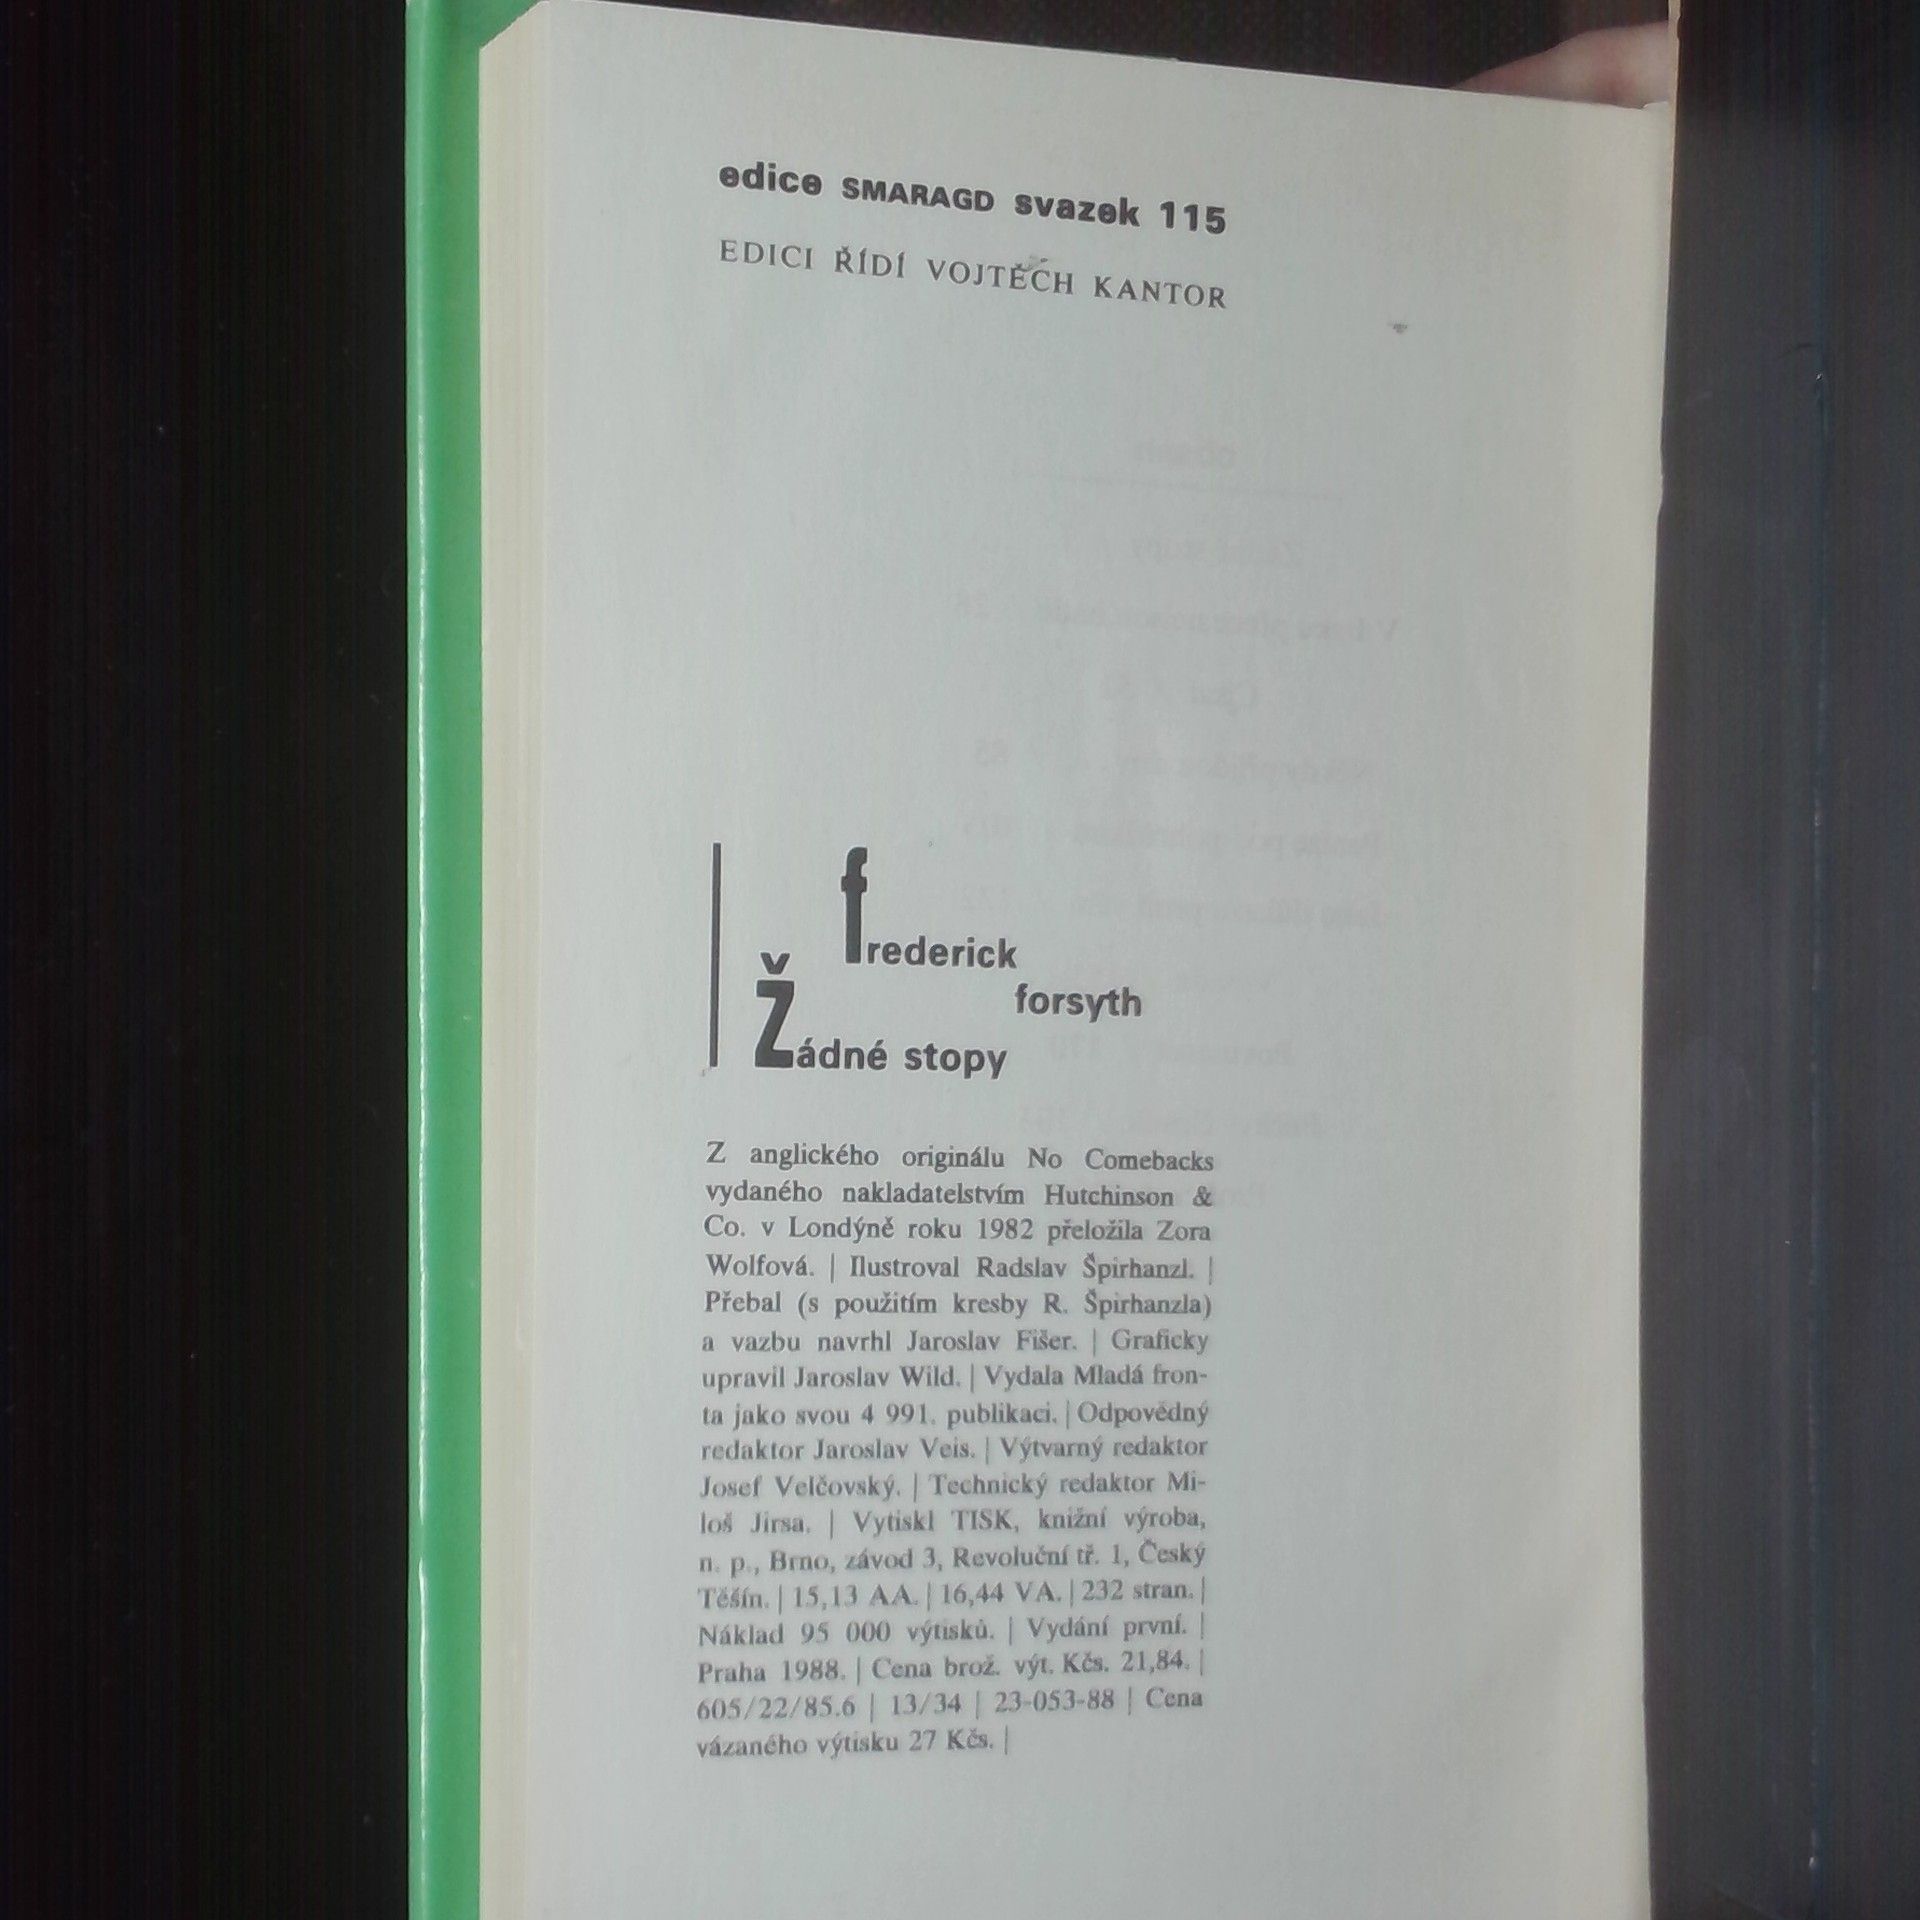 edice SMARAGD svazek 115
EDICI ŘÍDÍ VOJTĚCH KANTOR
frederick
forsyth
Žádné stopy
Z anglického originálu No Comebacks
vydaného nakladatelstvím Hutchinson &
Co. v Londýně roku 1982 přeložila Zora
Wolfová. | Ilustroval Radslav Špirhanzl. |
Přebal (s použitím kresby R. Špirhanzla)
a vazbu navrhl Jaroslav Fišer. | Graficky
upravil Jaroslav Wild. | Vydala Mladá fron-
ta jako svou 4 991. publikaci. | Odpovědný
redaktor Jaroslav Veis. | Výtvarný redaktor
Josef Velčovský. | Technický redaktor Mi-
loš Jirsa. | Vytiskl TISK, knižní výroba,
n. p., Brno, závod 3, Revoluční tř. 1, Český
Těšín. | 15,13 AA. | 16,44 VA. | 232 stran. |
Náklad 95 000 výtisků. | Vydání první. |
Praha 1988. | Cena brož. výt. Kčs. 21,84. |
605/22/85.6 | 13/34 | 23-053-88 | Cena
vázaného výtisku 27 Kčs. |